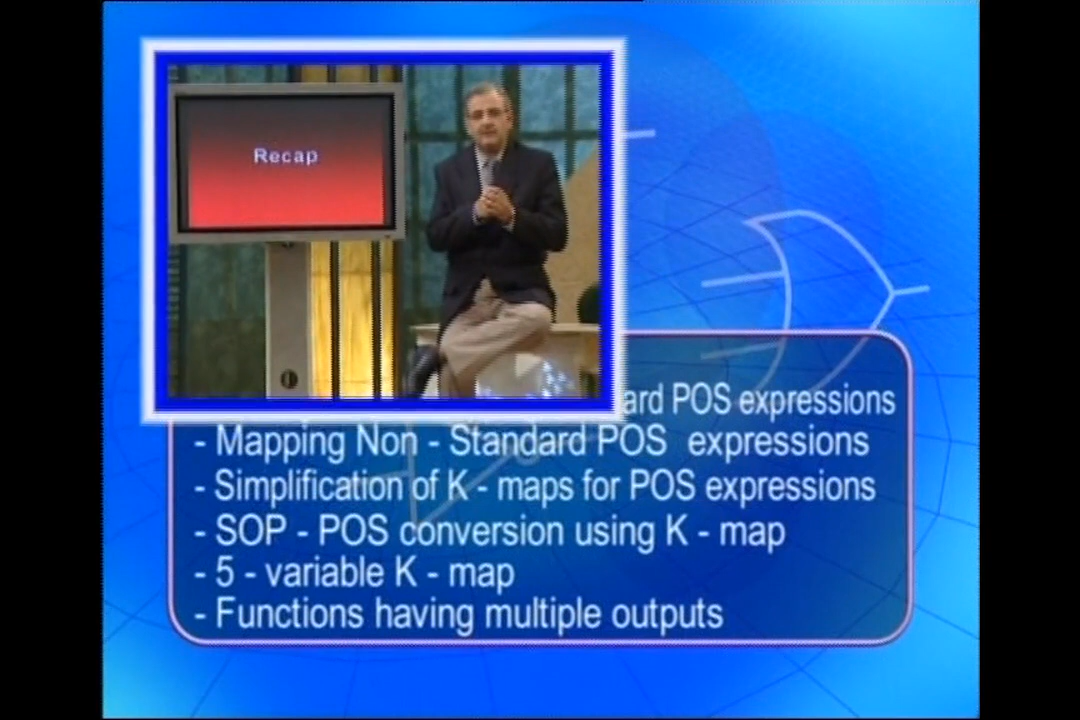 Recap
POS expressions
- Mapping Non - Standard POS expressions
- Simplification of K - maps for POS expressions
- SOP - POS conversion using K - map
- 5 - variable K - map
- Functions having multiple outputs